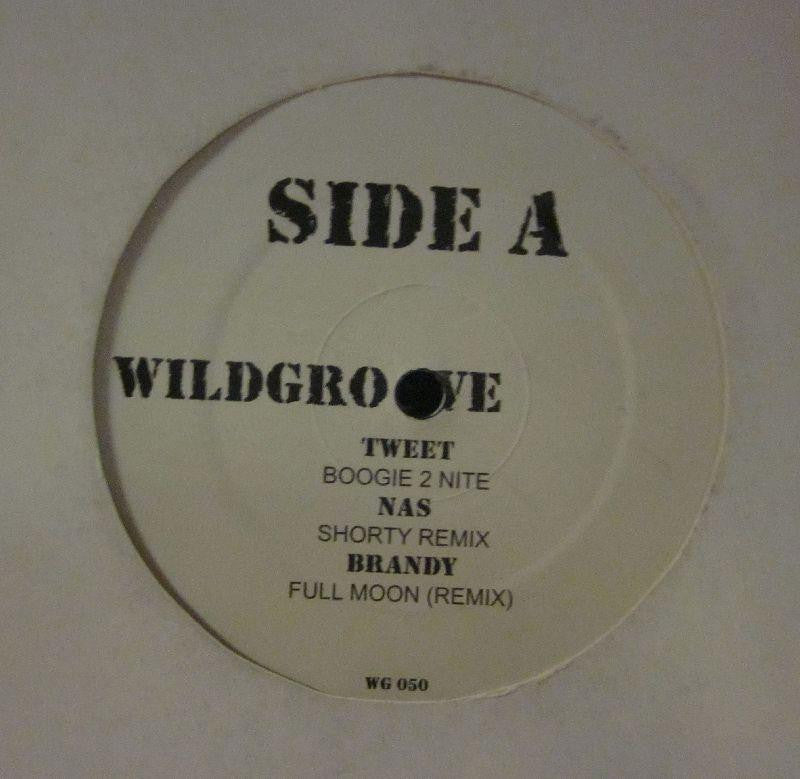 SIDE A
WILDGROOVE
TWEET
BOOGIE 2 NITE
NAS
SHORTY REMIX
BRANDY
FULL MOON (REMIX)
WG 050